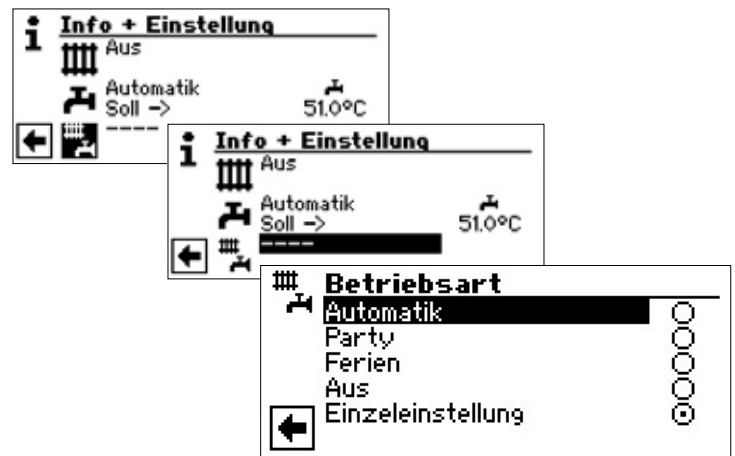 Info + Einstellung
Aus
Automatik
Soll -> 51.0°C
----
Info + Einstellung
Aus
Automatik
Soll -> 51.0°C
----
Betriebsart
Automatik
Party
Ferien
Aus
Einzeleinstellung